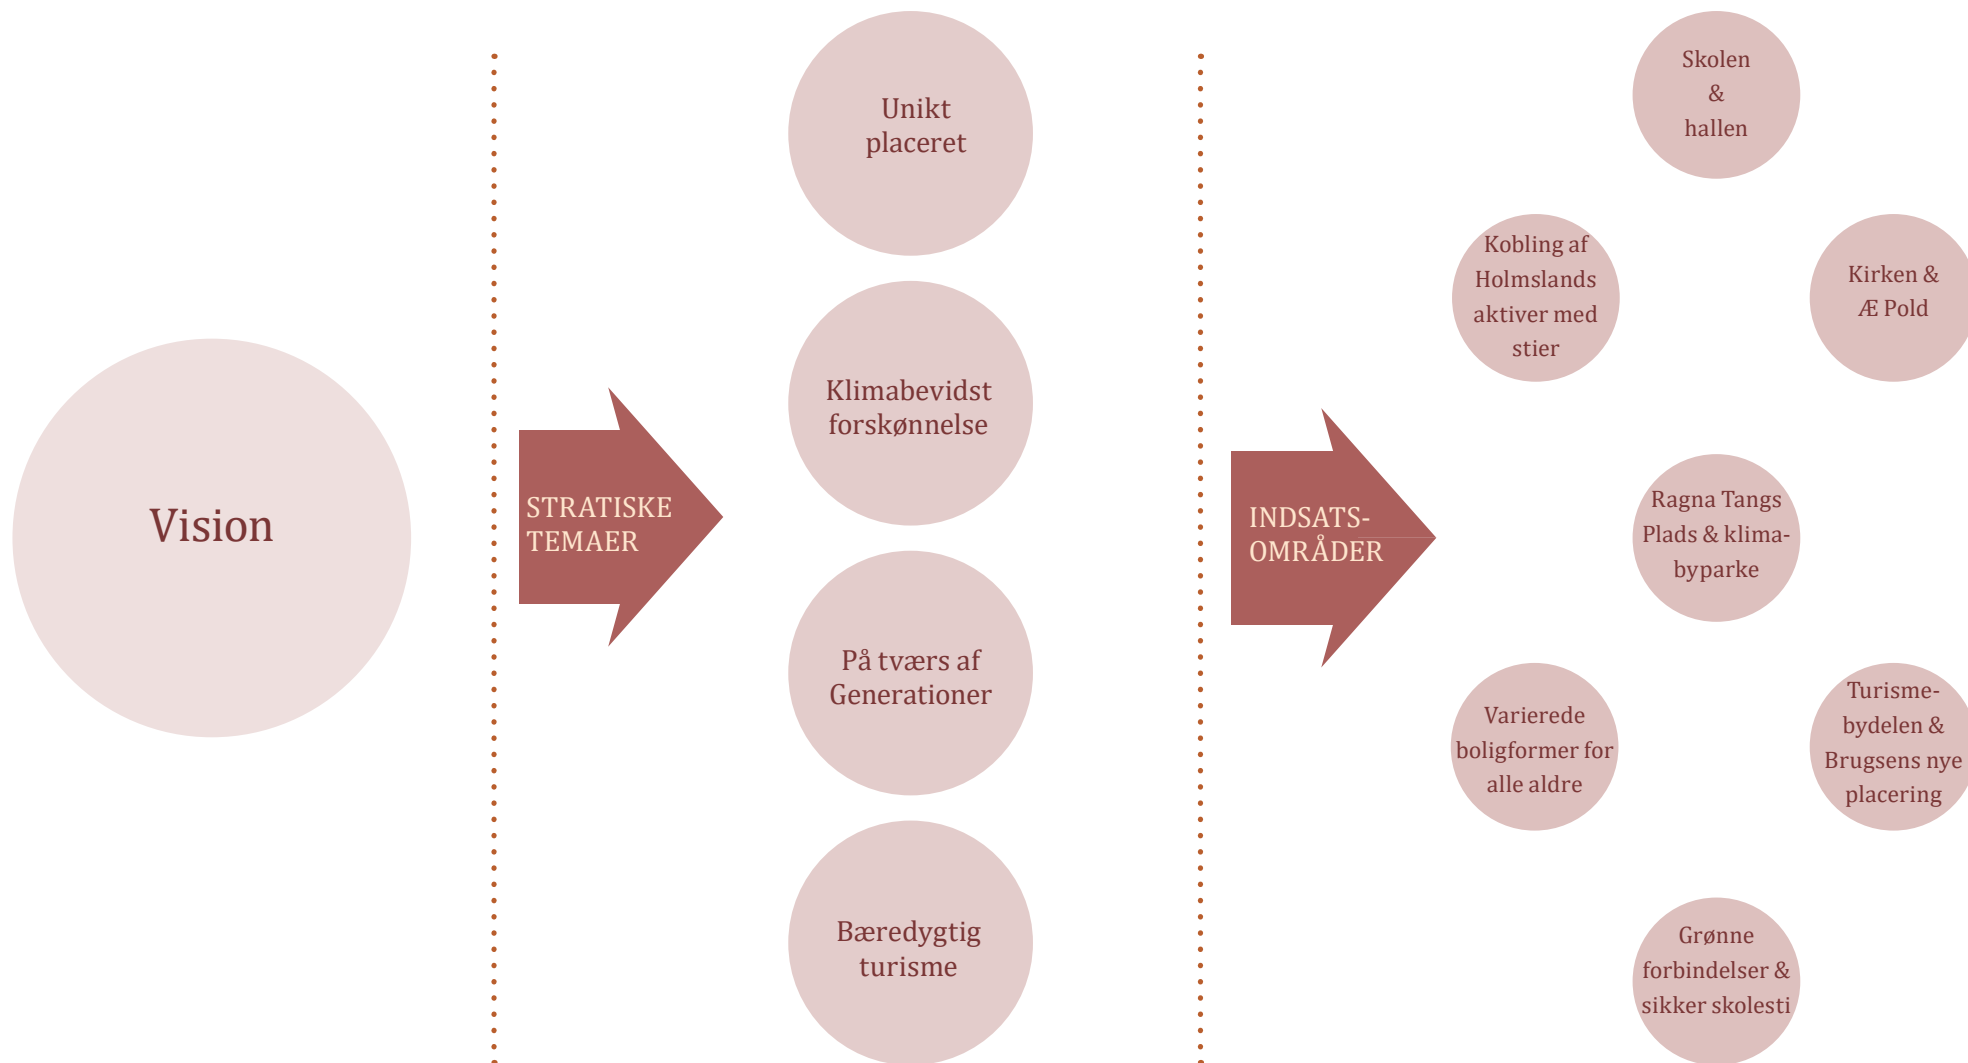 Vision
STRATISKE
TEMAER
Unikt
placeret
Klimabevidst
forskønnelse
På tværs af
Generationer
Bæredygtig
turisme
INDSATS-
OMRÅDER
Skolen
&
hallen
Kobling af
Holmslands
aktiver med
stier
Kirken &
Æ Pold
Ragna Tangs
Plads & klima-
byparke
Varierede
boligformer for
alle aldre
Turisme-
bydelen &
Brugsens nye
placering
Grønne
forbindelser &
sikker skolesti